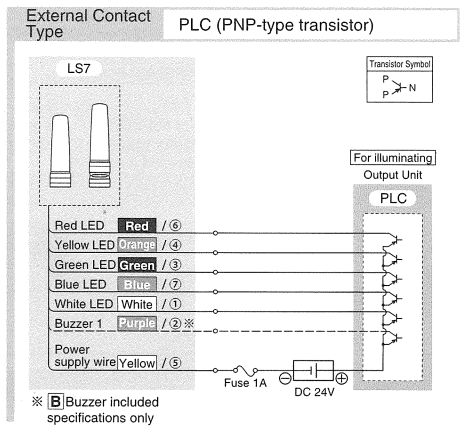 External Contact Type
PLC (PNP-type transistor)
LS7
Transistor Symbol
P
P
N
For illuminating
Output Unit
PLC
Red LED Red / ⑥
Yellow LED Orange / ④
Green LED Green / ③
Blue LED Blue / ⑦
White LED White / ①
Buzzer 1 Purple / ② ※
Power
supply wire Yellow / ⑤
Fuse 1A
⊖ ⊕
DC 24V
※ B Buzzer included
specifications only